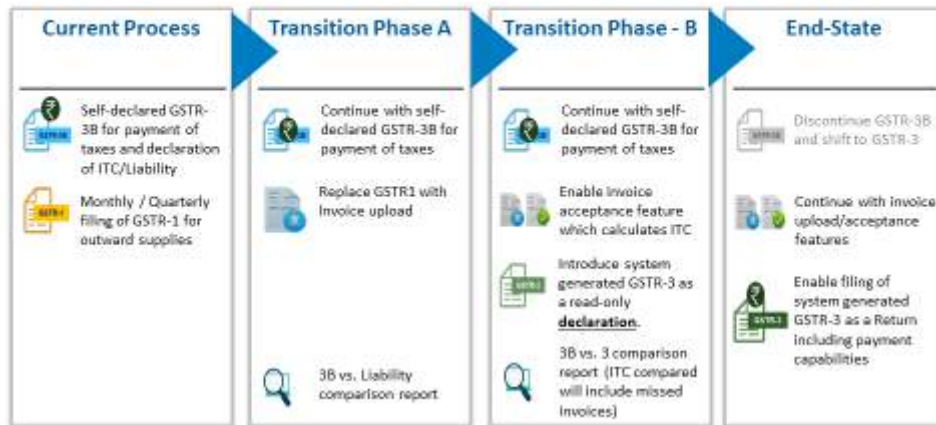 Current Process
Self-declared GSTR-
3B for payment of
taxes and declaration
of ITC/Liability
GSTR-1
Monthly / Quarterly
filing of GSTR-1 for
outward supplies
Transition Phase A
Continue with self-
declared GSTR-3B for
payment of taxes
Replace GSTR1 with
Invoice upload
3B vs. Liability
comparison report
Transition Phase - B
Continue with self-
declared GSTR-3B for
payment of taxes
Enable invoice
acceptance feature
which calculates ITC
Introduce system
generated GSTR-3 as
a read-only
declaration.
3B vs. 3 comparison
report (ITC compared
will include missed
invoices)
End-State
Discontinue GSTR-3B
and shift to GSTR-3
Continue with invoice
upload/acceptance
features
GSTR-3
Enable filing of
system generated
GSTR-3 as a Return
including payment
capabilities